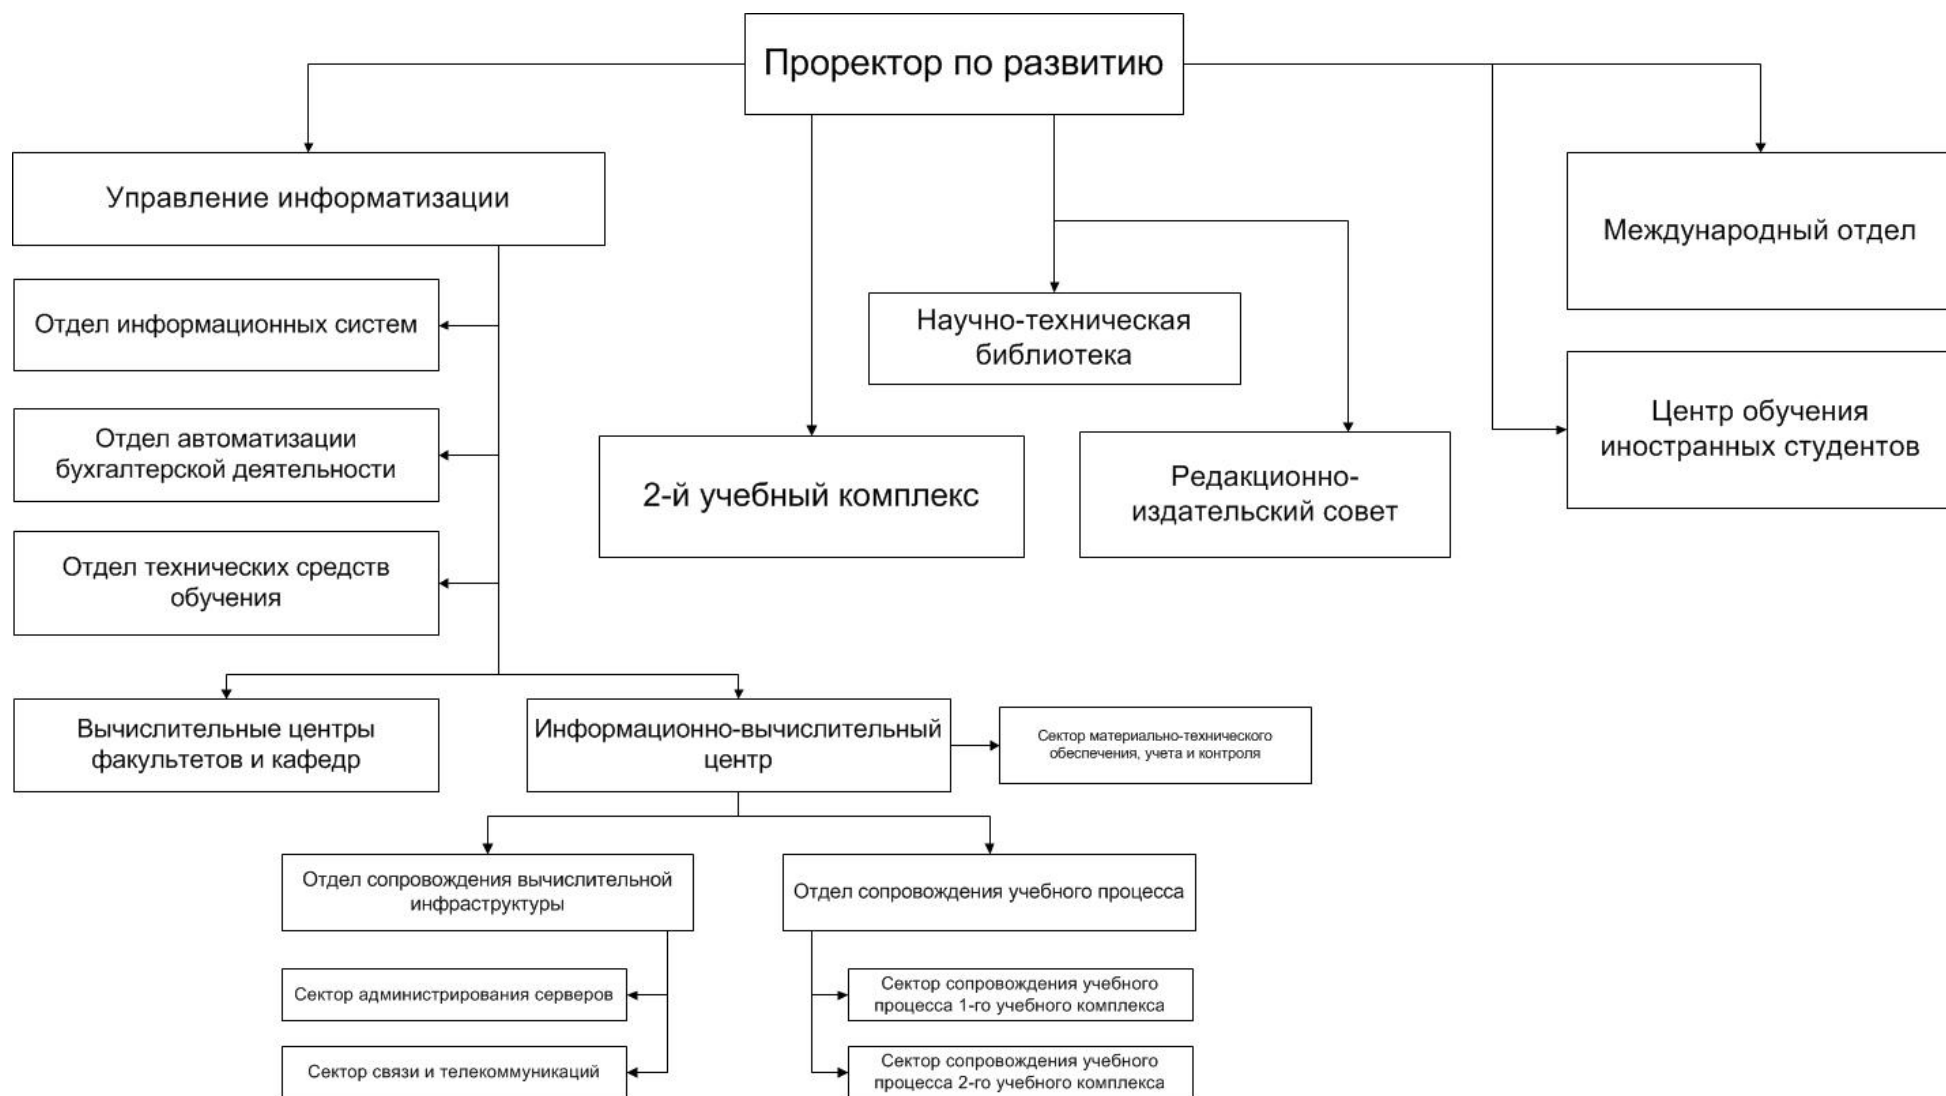 Проректор по развитию
Управление информатизации
Международный отдел
Отдел информационных систем
Научно-техническая
библиотека
Центр обучения
иностранных студентов
Отдел автоматизации
бухгалтерской деятельности
2-й учебный комплекс
Редакционно-
издательский совет
Отдел технических средств
обучения
Вычислительные центры
факультетов и кафедр
Информационно-вычислительный
центр
Сектор материально-технического
обеспечения, учета и контроля
Отдел сопровождения вычислительной
инфраструктуры
Отдел сопровождения учебного процесса
Сектор администрирования серверов
Сектор сопровождения учебного
процесса 1-го учебного комплекса
Сектор связи и телекоммуникаций
Сектор сопровождения учебного
процесса 2-го учебного комплекса